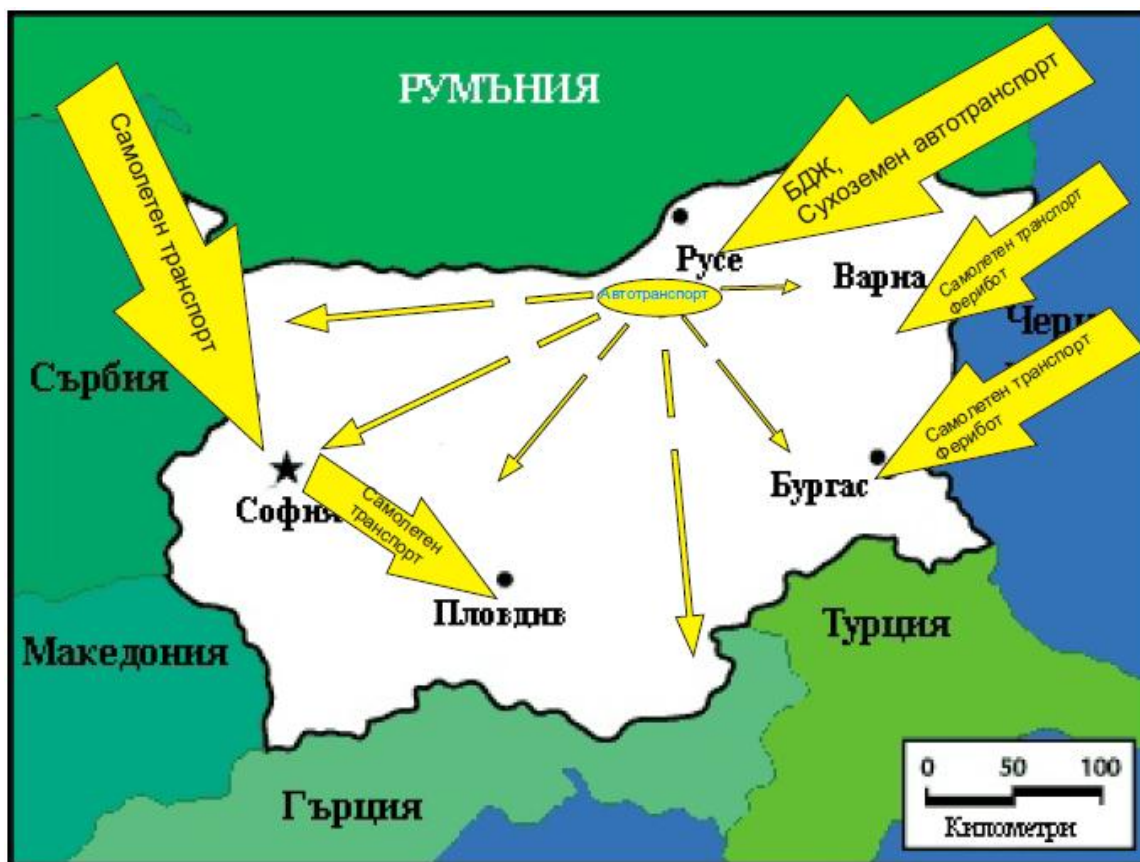 РУМЪНИЯ
Самолетен транспорт
БДЖ,
Сухоземен автотранспорт
Русе
Варна
Самолетен транспорт
Ферибот
Автотранспорт
Черн
Сърбия
Самолетен транспорт
Ферибот
Бургас
София
Самолетен
транспорт
Пловдив
Македония
Турция
Гърция
0 50 100
Километри